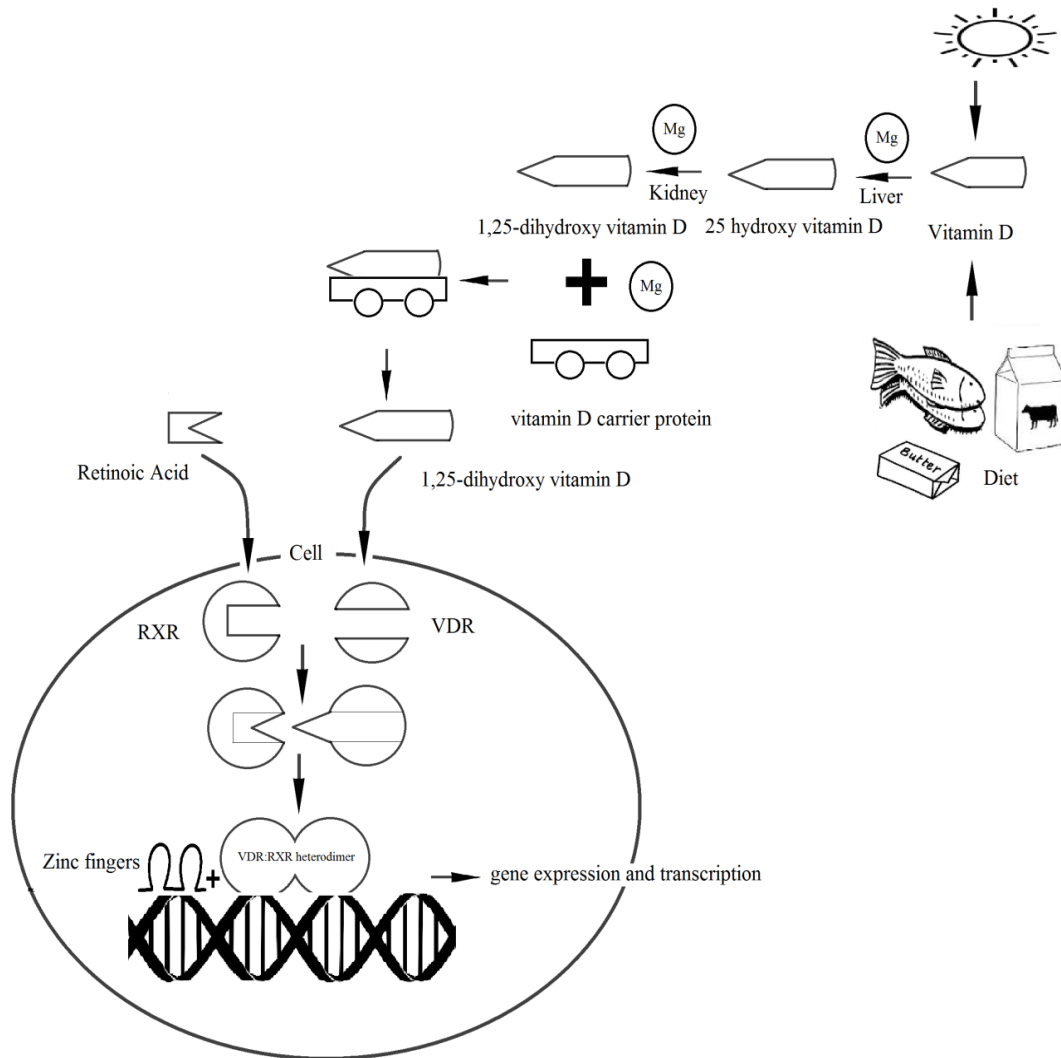 Mg
Mg
Kidney
Liver
1,25-dihydroxy vitamin D
25 hydroxy vitamin D
Vitamin D
Mg
vitamin D carrier protein
Butter
Diet
Retinoic Acid
1,25-dihydroxy vitamin D
Cell
RXR
VDR
Zinc fingers
+
VDR:RXR heterodimer
gene expression and transcription